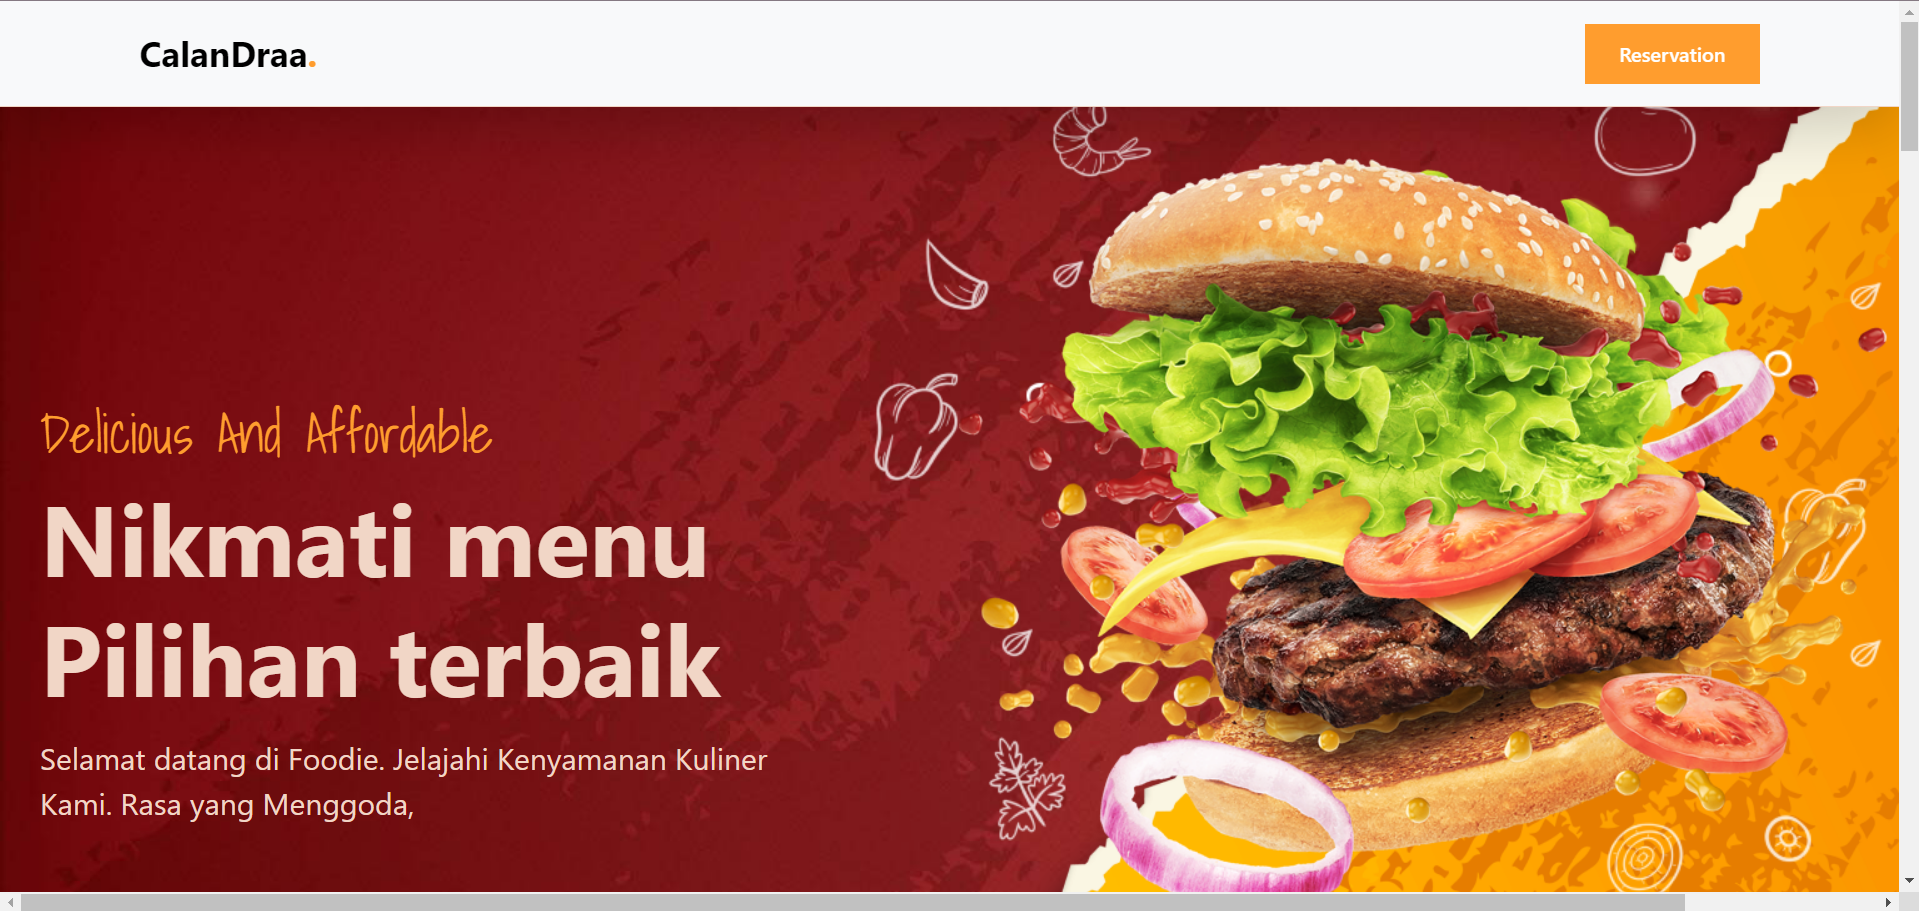 CalanDraa.
Reservation
Delicious And Affordable
Nikmati menu
Pilihan terbaik
Selamat datang di Foodie. Jelajahi Kenyamanan Kuliner
Kami. Rasa yang Menggoda,